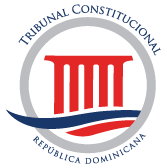 TRIBUNAL CONSTITUCIONAL
REPÚBLICA DOMINICANA